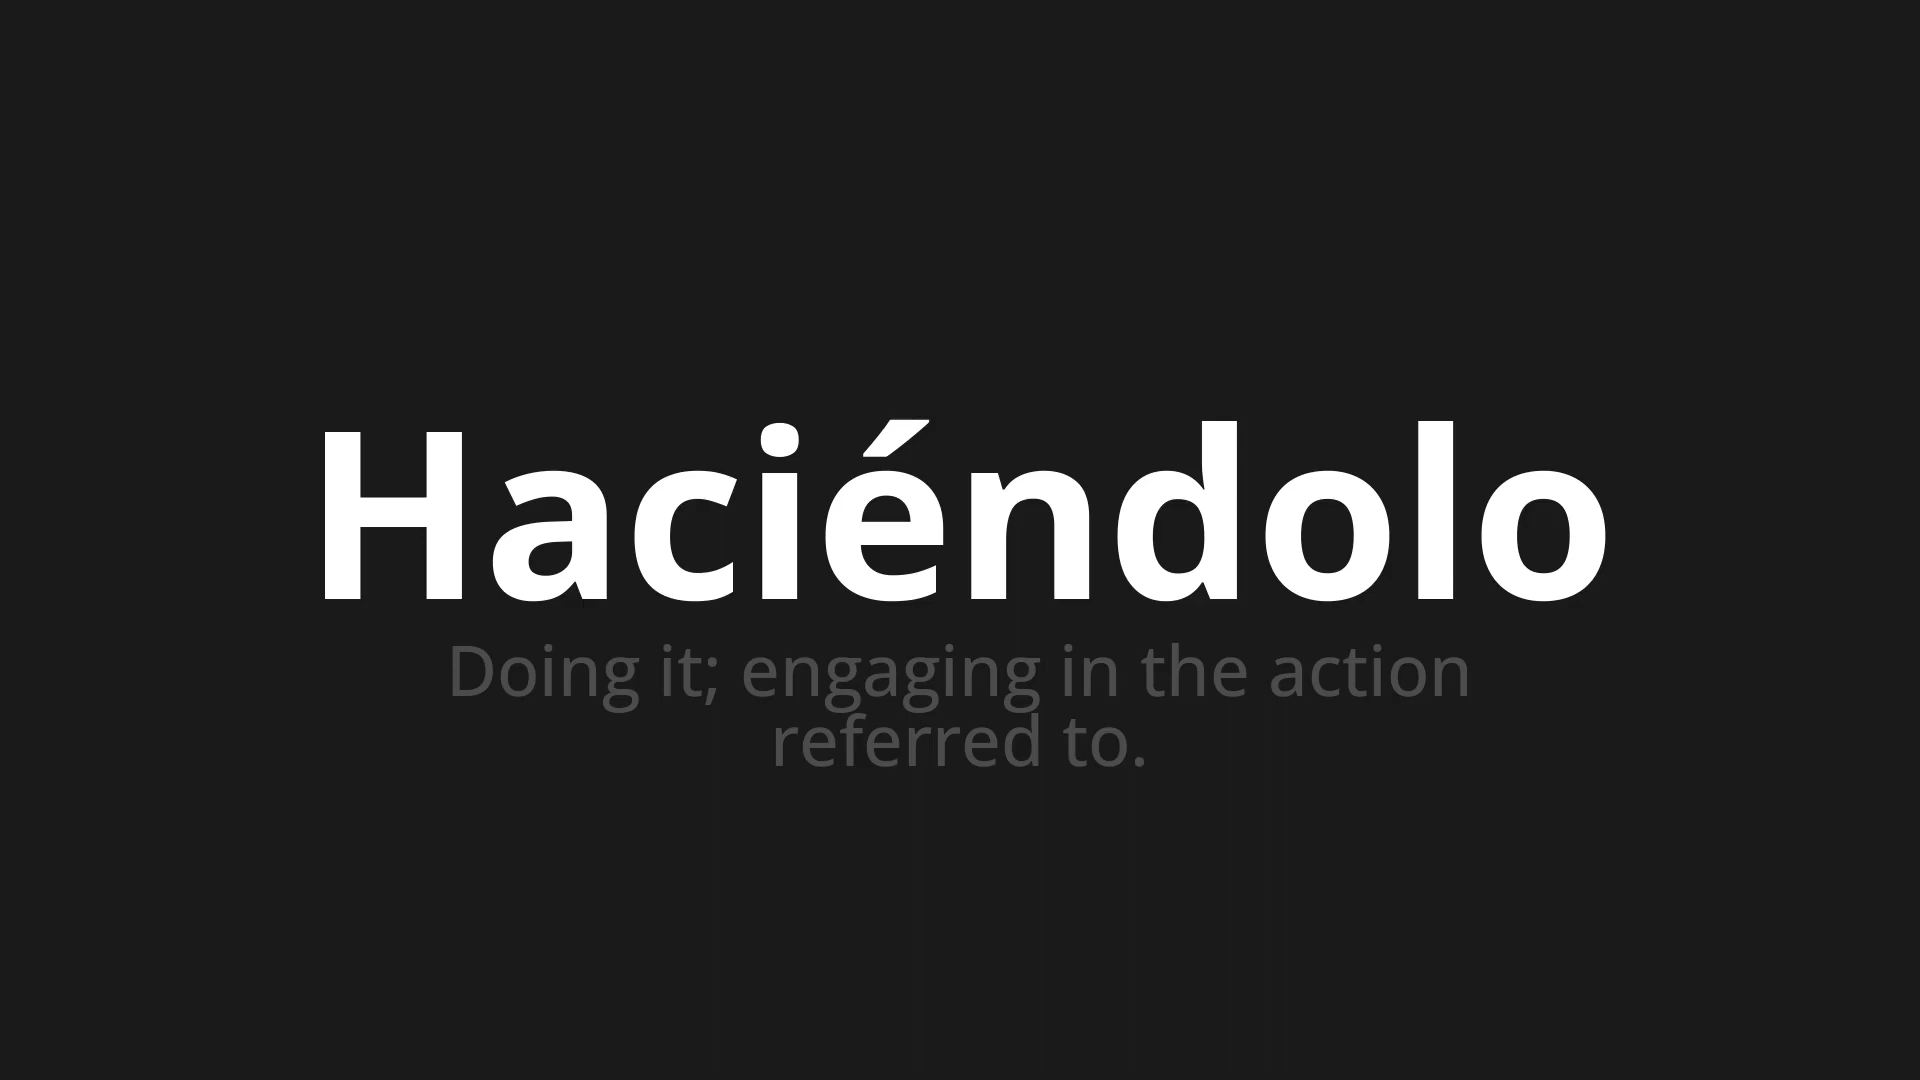 Haciéndolo
Doing it; engaging in the action
referred to.